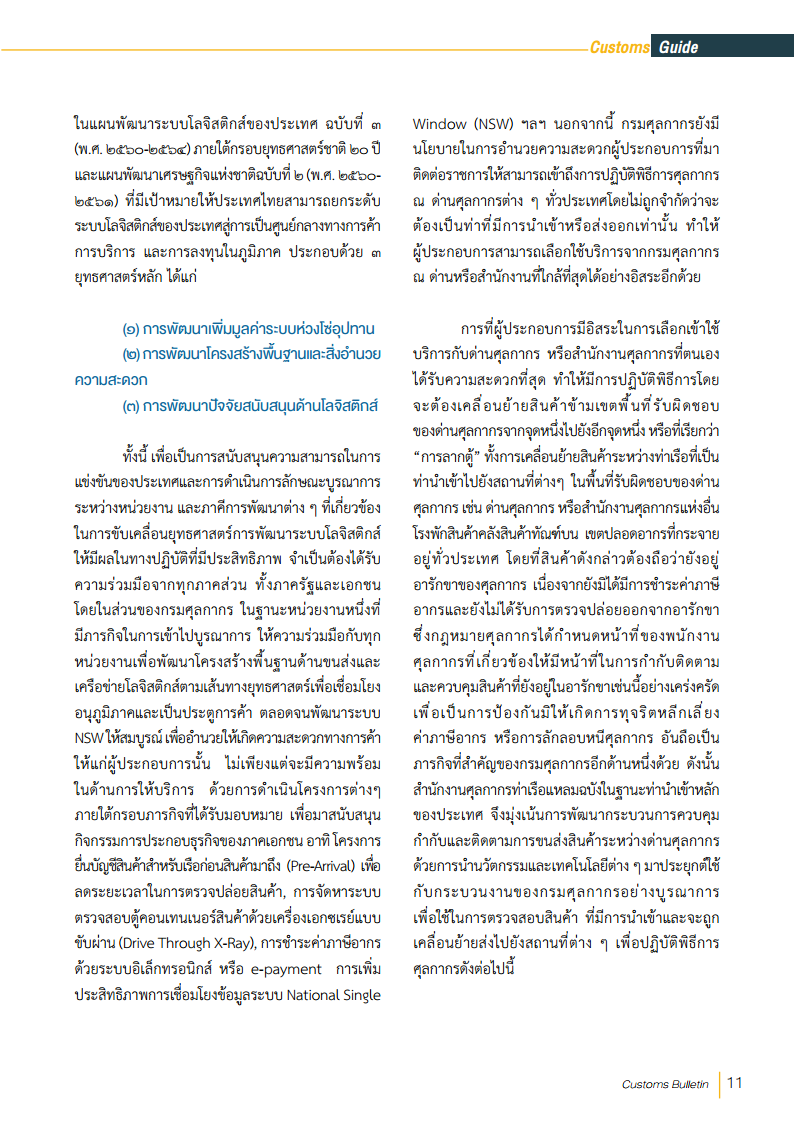 Customs Guide
ในแผนพัฒนาระบบโลจิสติกส์ของประเทศ ฉบับที่ ๓
(พ.ศ. ๒๕๖๐-๒๕๖๔) ภายใต้กรอบยุทธศาสตร์ชาติ ๒๐ ปี
และแผนพัฒนาเศรษฐกิจแห่งชาติฉบับที่ ๒ (พ.ศ. ๒๕๖๐-
๒๕๖๑) ที่มีเป้าหมายให้ประเทศไทยสามารถยกระดับ
ระบบโลจิสติกส์ของประเทศสู่การเป็นศูนย์กลางทางการค้า
การบริการ และการลงทุนในภูมิภาค ประกอบด้วย ๓
ยุทธศาสตร์หลัก ได้แก่
(๑) การพัฒนาเพิ่มมูลค่าระบบห่วงโซ่อุปทาน
(๒) การพัฒนาโครงสร้างพื้นฐานและสิ่งอำนวย
ความสะดวก
(๓) การพัฒนาปัจจัยสนับสนุนด้านโลจิสติกส์
ทั้งนี้ เพื่อเป็นการสนับสนุนความสามารถในการ
แข่งขันของประเทศและการดำเนินการลักษณะบูรณาการ
ระหว่างหน่วยงาน และภาคีการพัฒนาต่าง ๆ ที่เกี่ยวข้อง
ในการขับเคลื่อนยุทธศาสตร์การพัฒนาระบบโลจิสติกส์
ให้มีผลในทางปฏิบัติที่มีประสิทธิภาพ จำเป็นต้องได้รับ
ความร่วมมือจากทุกภาคส่วน ทั้งภาครัฐและเอกชน
โดยในส่วนของกรมศุลกากร ในฐานะหน่วยงานหนึ่งที่
มีภารกิจในการเข้าไปบูรณาการ ให้ความร่วมมือกับทุก
หน่วยงานเพื่อพัฒนาโครงสร้างพื้นฐานด้านขนส่งและ
เครือข่ายโลจิสติกส์ตามเส้นทางยุทธศาสตร์เพื่อเชื่อมโยง
อนุภูมิภาคและเป็นประตูการค้า ตลอดจนพัฒนาระบบ
NSW ให้สมบูรณ์ เพื่ออำนวยให้เกิดความสะดวกทางการค้า
ให้แก่ผู้ประกอบการนั้น ไม่เพียงแต่จะมีความพร้อม
ในด้านการให้บริการ ด้วยการดำเนินโครงการต่างๆ
ภายใต้กรอบภารกิจที่ได้รับมอบหมาย เพื่อมาสนับสนุน
กิจกรรมการประกอบธุรกิจของภาคเอกชน อาทิ โครงการ
ยื่นบัญชีสินค้าสำหรับเรือก่อนสินค้ามาถึง (Pre-Arrival) เพื่อ
ลดระยะเวลาในการตรวจปล่อยสินค้า, การจัดหาระบบ
ตรวจสอบตู้คอนเทนเนอร์สินค้าด้วยเครื่องเอกซเรย์แบบ
ขับผ่าน (Drive Through X-Ray), การชำระค่าภาษีอากร
ด้วยระบบอิเล็กทรอนิกส์ หรือ e-payment การเพิ่ม
ประสิทธิภาพการเชื่อมโยงข้อมูลระบบ National Single
Window (NSW) ฯลฯ นอกจากนี้ กรมศุลกากรยังมี
นโยบายในการอำนวยความสะดวกผู้ประกอบการที่มา
ติดต่อราชการให้สามารถเข้าถึงการปฏิบัติพิธีการศุลกากร
ณ ด่านศุลกากรต่าง ๆ ทั่วประเทศโดยไม่ถูกจำกัดว่าจะ
ต้องเป็นท่าที่มีการนำเข้าหรือส่งออกเท่านั้น ทำให้
ผู้ประกอบการสามารถเลือกใช้บริการจากกรมศุลกากร
ณ ด่านหรือสำนักงานที่ใกล้ที่สุดได้อย่างอิสระอีกด้วย
การที่ผู้ประกอบการมีอิสระในการเลือกเข้าใช้
บริการกับด่านศุลกากร หรือสำนักงานศุลกากรที่ตนเอง
ได้รับความสะดวกที่สุด ทำให้มีการปฏิบัติพิธีการโดย
จะต้องเคลื่อนย้ายสินค้าข้ามเขตพื้นที่รับผิดชอบ
ของด่านศุลกากรจากจุดหนึ่งไปยังอีกจุดหนึ่ง หรือที่เรียกว่า
“การลากตู้” ทั้งการเคลื่อนย้ายสินค้าระหว่างท่าเรือที่เป็น
ท่านำเข้าไปยังสถานที่ต่างๆ ในพื้นที่รับผิดชอบของด่าน
ศุลกากร เช่น ด่านศุลกากร หรือสำนักงานศุลกากรแห่งอื่น
โรงพักสินค้าคลังสินค้าทัณฑ์บน เขตปลอดอากรที่กระจาย
อยู่ทั่วประเทศ โดยที่สินค้าดังกล่าวต้องถือว่ายังอยู่
อารักขาของศุลกากร เนื่องจากยังมิได้มีการชำระค่าภาษี
อากรและยังไม่ได้รับการตรวจปล่อยออกจากอารักขา
ซึ่งกฎหมายศุลกากรได้กำหนดหน้าที่ของพนักงาน
ศุลกากรที่เกี่ยวข้องให้มีหน้าที่ในการกำกับติดตาม
และควบคุมสินค้าที่ยังอยู่ในอารักขาเช่นนี้อย่างเคร่งครัด
เพื่อเป็นการป้องกันมิให้เกิดการทุจริตหลีกเลี่ยง
ค่าภาษีอากร หรือการลักลอบหนีศุลกากร อันถือเป็น
ภารกิจที่สำคัญของกรมศุลกากรอีกด้านหนึ่งด้วย ดังนั้น
สำนักงานศุลกากรท่าเรือแหลมฉบังในฐานะท่านำเข้าหลัก
ของประเทศ จึงมุ่งเน้นการพัฒนากระบวนการควบคุม
กำกับและติดตามการขนส่งสินค้าระหว่างด่านศุลกากร
ด้วยการนำนวัตกรรมและเทคโนโลยีต่าง ๆ มาประยุกต์ใช้
กับกระบวนงานของกรมศุลกากรอย่างบูรณาการ
เพื่อใช้ในการตรวจสอบสินค้า ที่มีการนำเข้าและจะถูก
เคลื่อนย้ายส่งไปยังสถานที่ต่าง ๆ เพื่อปฏิบัติพิธีการ
ศุลกากรดังต่อไปนี้
Customs Bulletin 11